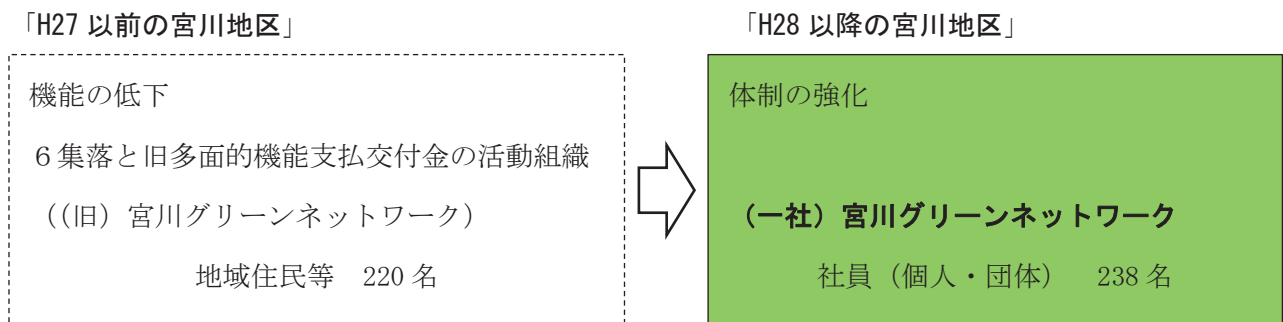 「H27 以前の宮川地区」
機能の低下
６集落と旧多面的機能支払交付金の活動組織
（(旧）宮川グリーンネットワーク）
地域住民等　220 名
「H28 以降の宮川地区」
体制の強化
（一社）宮川グリーンネットワーク
社員（個人・団体）　238 名